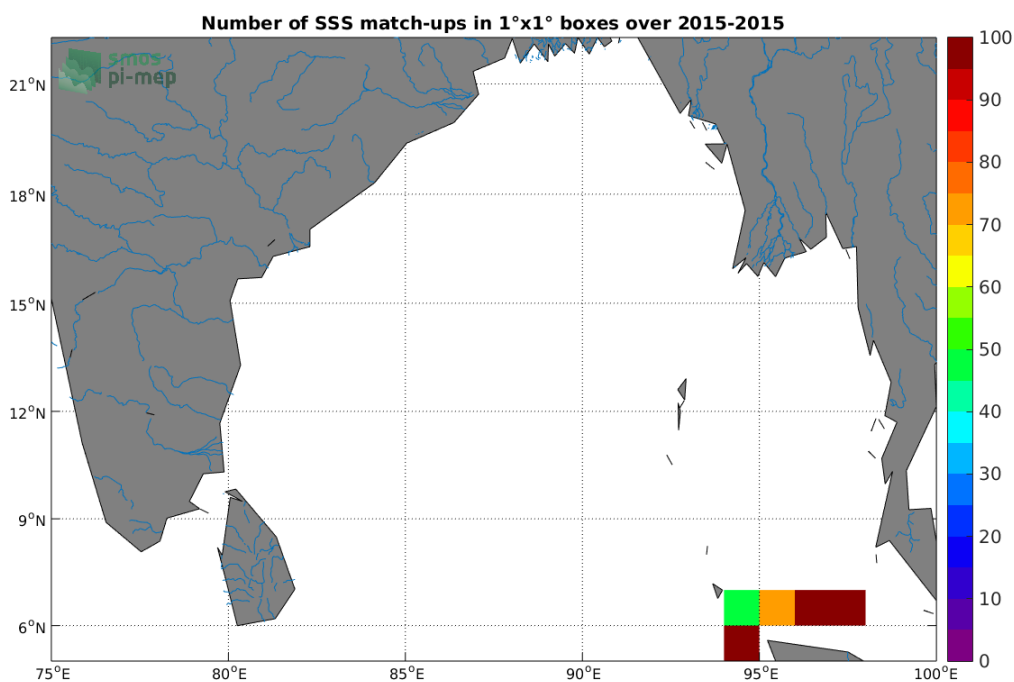 Number of SSS match-ups in 1°x1° boxes over 2015-2015
smos
pi-mep
21°N
18°N
15°N
12°N
9°N
6°N
75°E
80°E
85°E
90°E
95°E
100°E
100
90
80
70
60
50
40
30
20
10
0